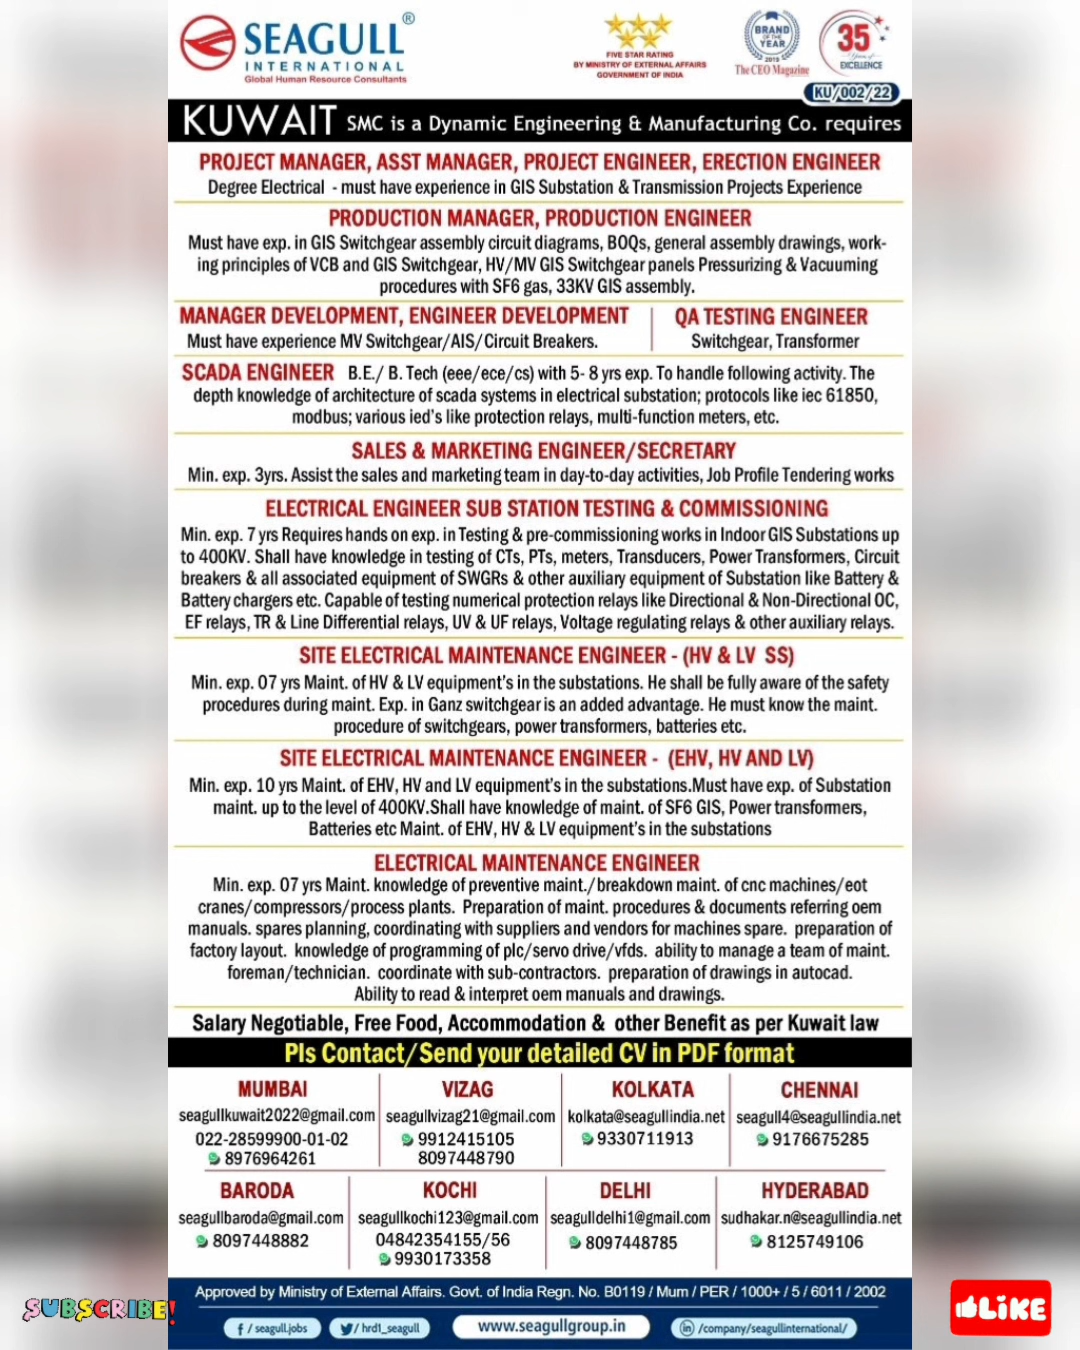 SEAGULL®
INTERNATIONAL
Global Human Resource Consultants
FIVE STAR RATING
BY MINISTRY OF EXTERNAL AFFAIRS
GOVERNMENT OF INDIA
BRAND
OF THE
YEAR
2019
The CEO Magazine
35
Years of
EXCELLENCE
KU/002/22
KUWAIT SMC is a Dynamic Engineering & Manufacturing Co. requires
PROJECT MANAGER, ASST MANAGER, PROJECT ENGINEER, ERECTION ENGINEER
Degree Electrical - must have experience in GIS Substation & Transmission Projects Experience
PRODUCTION MANAGER, PRODUCTION ENGINEER
Must have exp. in GIS Switchgear assembly circuit diagrams, BOQs, general assembly drawings, work-
ing principles of VCB and GIS Switchgear, HV/MV GIS Switchgear panels Pressurizing & Vacuuming
procedures with SF6 gas, 33KV GIS assembly.
MANAGER DEVELOPMENT, ENGINEER DEVELOPMENT
Must have experience MV Switchgear/AIS/Circuit Breakers.
QA TESTING ENGINEER
Switchgear, Transformer
SCADA ENGINEER B.E./ B. Tech (eee/ece/cs) with 5- 8 yrs exp. To handle following activity. The
depth knowledge of architecture of scada systems in electrical substation; protocols like iec 61850,
modbus; various ied's like protection relays, multi-function meters, etc.
SALES & MARKETING ENGINEER/SECRETARY
Min. exp. 3yrs. Assist the sales and marketing team in day-to-day activities, Job Profile Tendering works
ELECTRICAL ENGINEER SUB STATION TESTING & COMMISSIONING
Min. exp. 7 yrs Requires hands on exp. in Testing & pre-commissioning works in Indoor GIS Substations up
to 400KV. Shall have knowledge in testing of CTs, PTs, meters, Transducers, Power Transformers, Circuit
breakers & all associated equipment of SWGRs & other auxiliary equipment of Substation like Battery &
Battery chargers etc. Capable of testing numerical protection relays like Directional & Non-Directional OC,
EF relays, TR & Line Differential relays, UV & UF relays, Voltage regulating relays & other auxiliary relays.
SITE ELECTRICAL MAINTENANCE ENGINEER - (HV & LV SS)
Min. exp. 07 yrs Maint. of HV & LV equipment's in the substations. He shall be fully aware of the safety
procedures during maint. Exp. in Ganz switchgear is an added advantage. He must know the maint.
procedure of switchgears, power transformers, batteries etc.
SITE ELECTRICAL MAINTENANCE ENGINEER - (EHV, HV AND LV)
Min. exp. 10 yrs Maint. of EHV, HV and LV equipment's in the substations.Must have exp. of Substation
maint. up to the level of 400KV.Shall have knowledge of maint. of SF6 GIS, Power transformers,
Batteries etc Maint. of EHV, HV & LV equipment's in the substations
ELECTRICAL MAINTENANCE ENGINEER
Min. exp. 07 yrs Maint. knowledge of preventive maint./breakdown maint. of cnc machines/eot
cranes/compressors/process plants. Preparation of maint. procedures & documents referring oem
manuals. spares planning, coordinating with suppliers and vendors for machines spare. preparation of
factory layout. knowledge of programming of plc/servo drive/vfds. ability to manage a team of maint.
foreman/technician. coordinate with sub-contractors. preparation of drawings in autocad.
Ability to read & interpret oem manuals and drawings.
Salary Negotiable, Free Food, Accommodation & other Benefit as per Kuwait law
Pls Contact/Send your detailed CV in PDF format
MUMBAI
seagullkuwait2022@gmail.com
022-28599900-01-02
8976964261
VIZAG
seagullvizag21@gmail.com
9912415105
8097448790
KOLKATA
kolkata@seagullindia.net
9330711913
CHENNAI
seagull4@seagullindia.net
9176675285
BARODA
seagullbaroda@gmail.com
8097448882
KOCHI
seagullkochi123@gmail.com
04842354155/56
9930173358
DELHI
seagulldelhi1@gmail.com
8097448785
HYDERABAD
sudhakar.n@seagullindia.net
8125749106
Approved by Ministry of External Affairs. Govt. of India Regn. No. B0119 / Mum / PER / 1000+ / 5 / 6011 / 2002
SUBSCRIBE!
f / seagull.jobs
/ hrd1_seagull
www.seagullgroup.in
in /company/seagullinternational/
LIKE